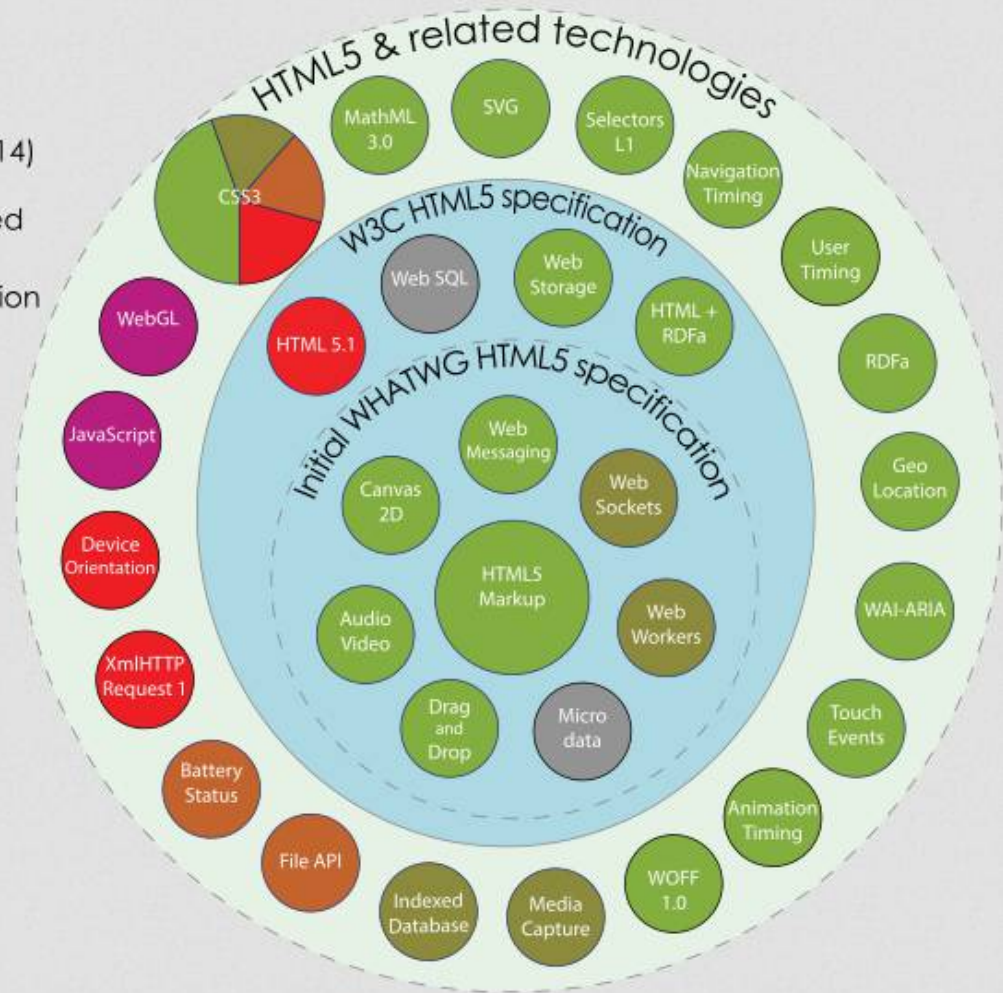 HTML5 & related technologies
14)
ed
ion
MathML
3.0
SVG
Selectors
L1
Navigation
Timing
User
Timing
RDFa
Geo
Location
WAI-ARIA
Touch
Events
Animation
Timing
WOFF
1.0
Media
Capture
Indexed
Database
File API
Battery
Status
XmlHTTP
Request 1
Device
Orientation
JavaScript
WebGL
CSS3
W3C HTML5 specification
HTML 5.1
Web SQL
Web
Storage
HTML +
RDFa
Initial WHATWG HTML5 specification
Web
Messaging
Canvas
2D
Web
Sockets
HTML5
Markup
Audio
Video
Web
Workers
Drag
and
Drop
Micro
data